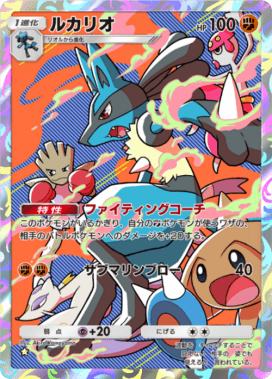 1進化 ルカリオ HP100
リオルから進化
特性 ファイティングコーチ
このポケモンがいるかぎり、自分のポケモンが使うワザの、
相手のバトルポケモンへのダメージを+20する。
サブマリンブロー 40
弱点 +20 にげる